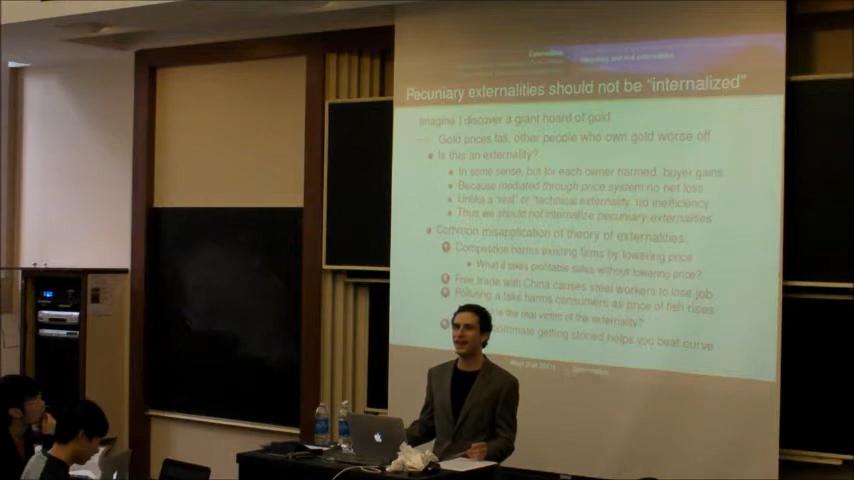 Pecuniary externalities should not be "internalized"
Imagine I discover a giant hoard of gold
Gold prices fall, other people who own gold worse off
Is this an externality?
In some sense, but for each owner harmed, buyer gains
Because mediated through price system no net loss
Unlike a "real" or "technical externality, no inefficiency
Thus we should not internalize pecuniary externalities
Common misapplication of theory of externalities
Competition harms existing firms by lowering price
What if takes profitable sales without lowering price?
Free trade with China causes steel workers to lose job
Polluting a lake harms consumers as price of fish rises
is the real victim of the externality?
getting stoned helps you beat curve